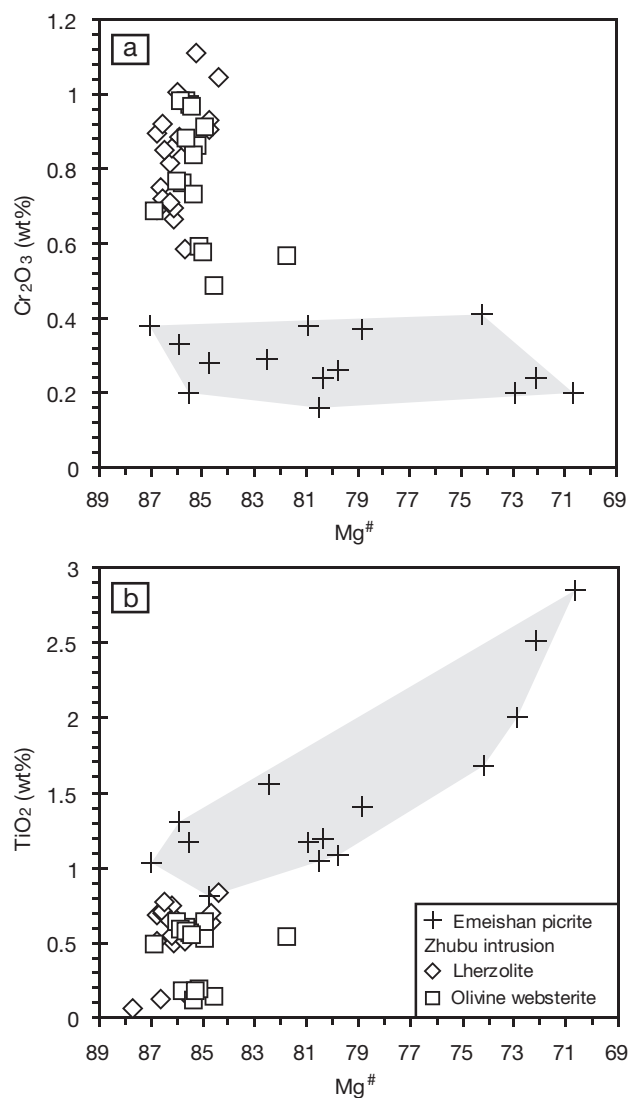 1.2
a
1
0.8
0.6
0.4
0.2
0
Cr₂O₃ (wt%)
89 87 85 83 81 79 77 75 73 71 69
Mg#
3
b
2.5
2
1.5
1
0.5
0
TiO₂ (wt%)
Emeishan picrite
Zhubu intrusion
Lherzolite
Olivine websterite
89 87 85 83 81 79 77 75 73 71 69
Mg#